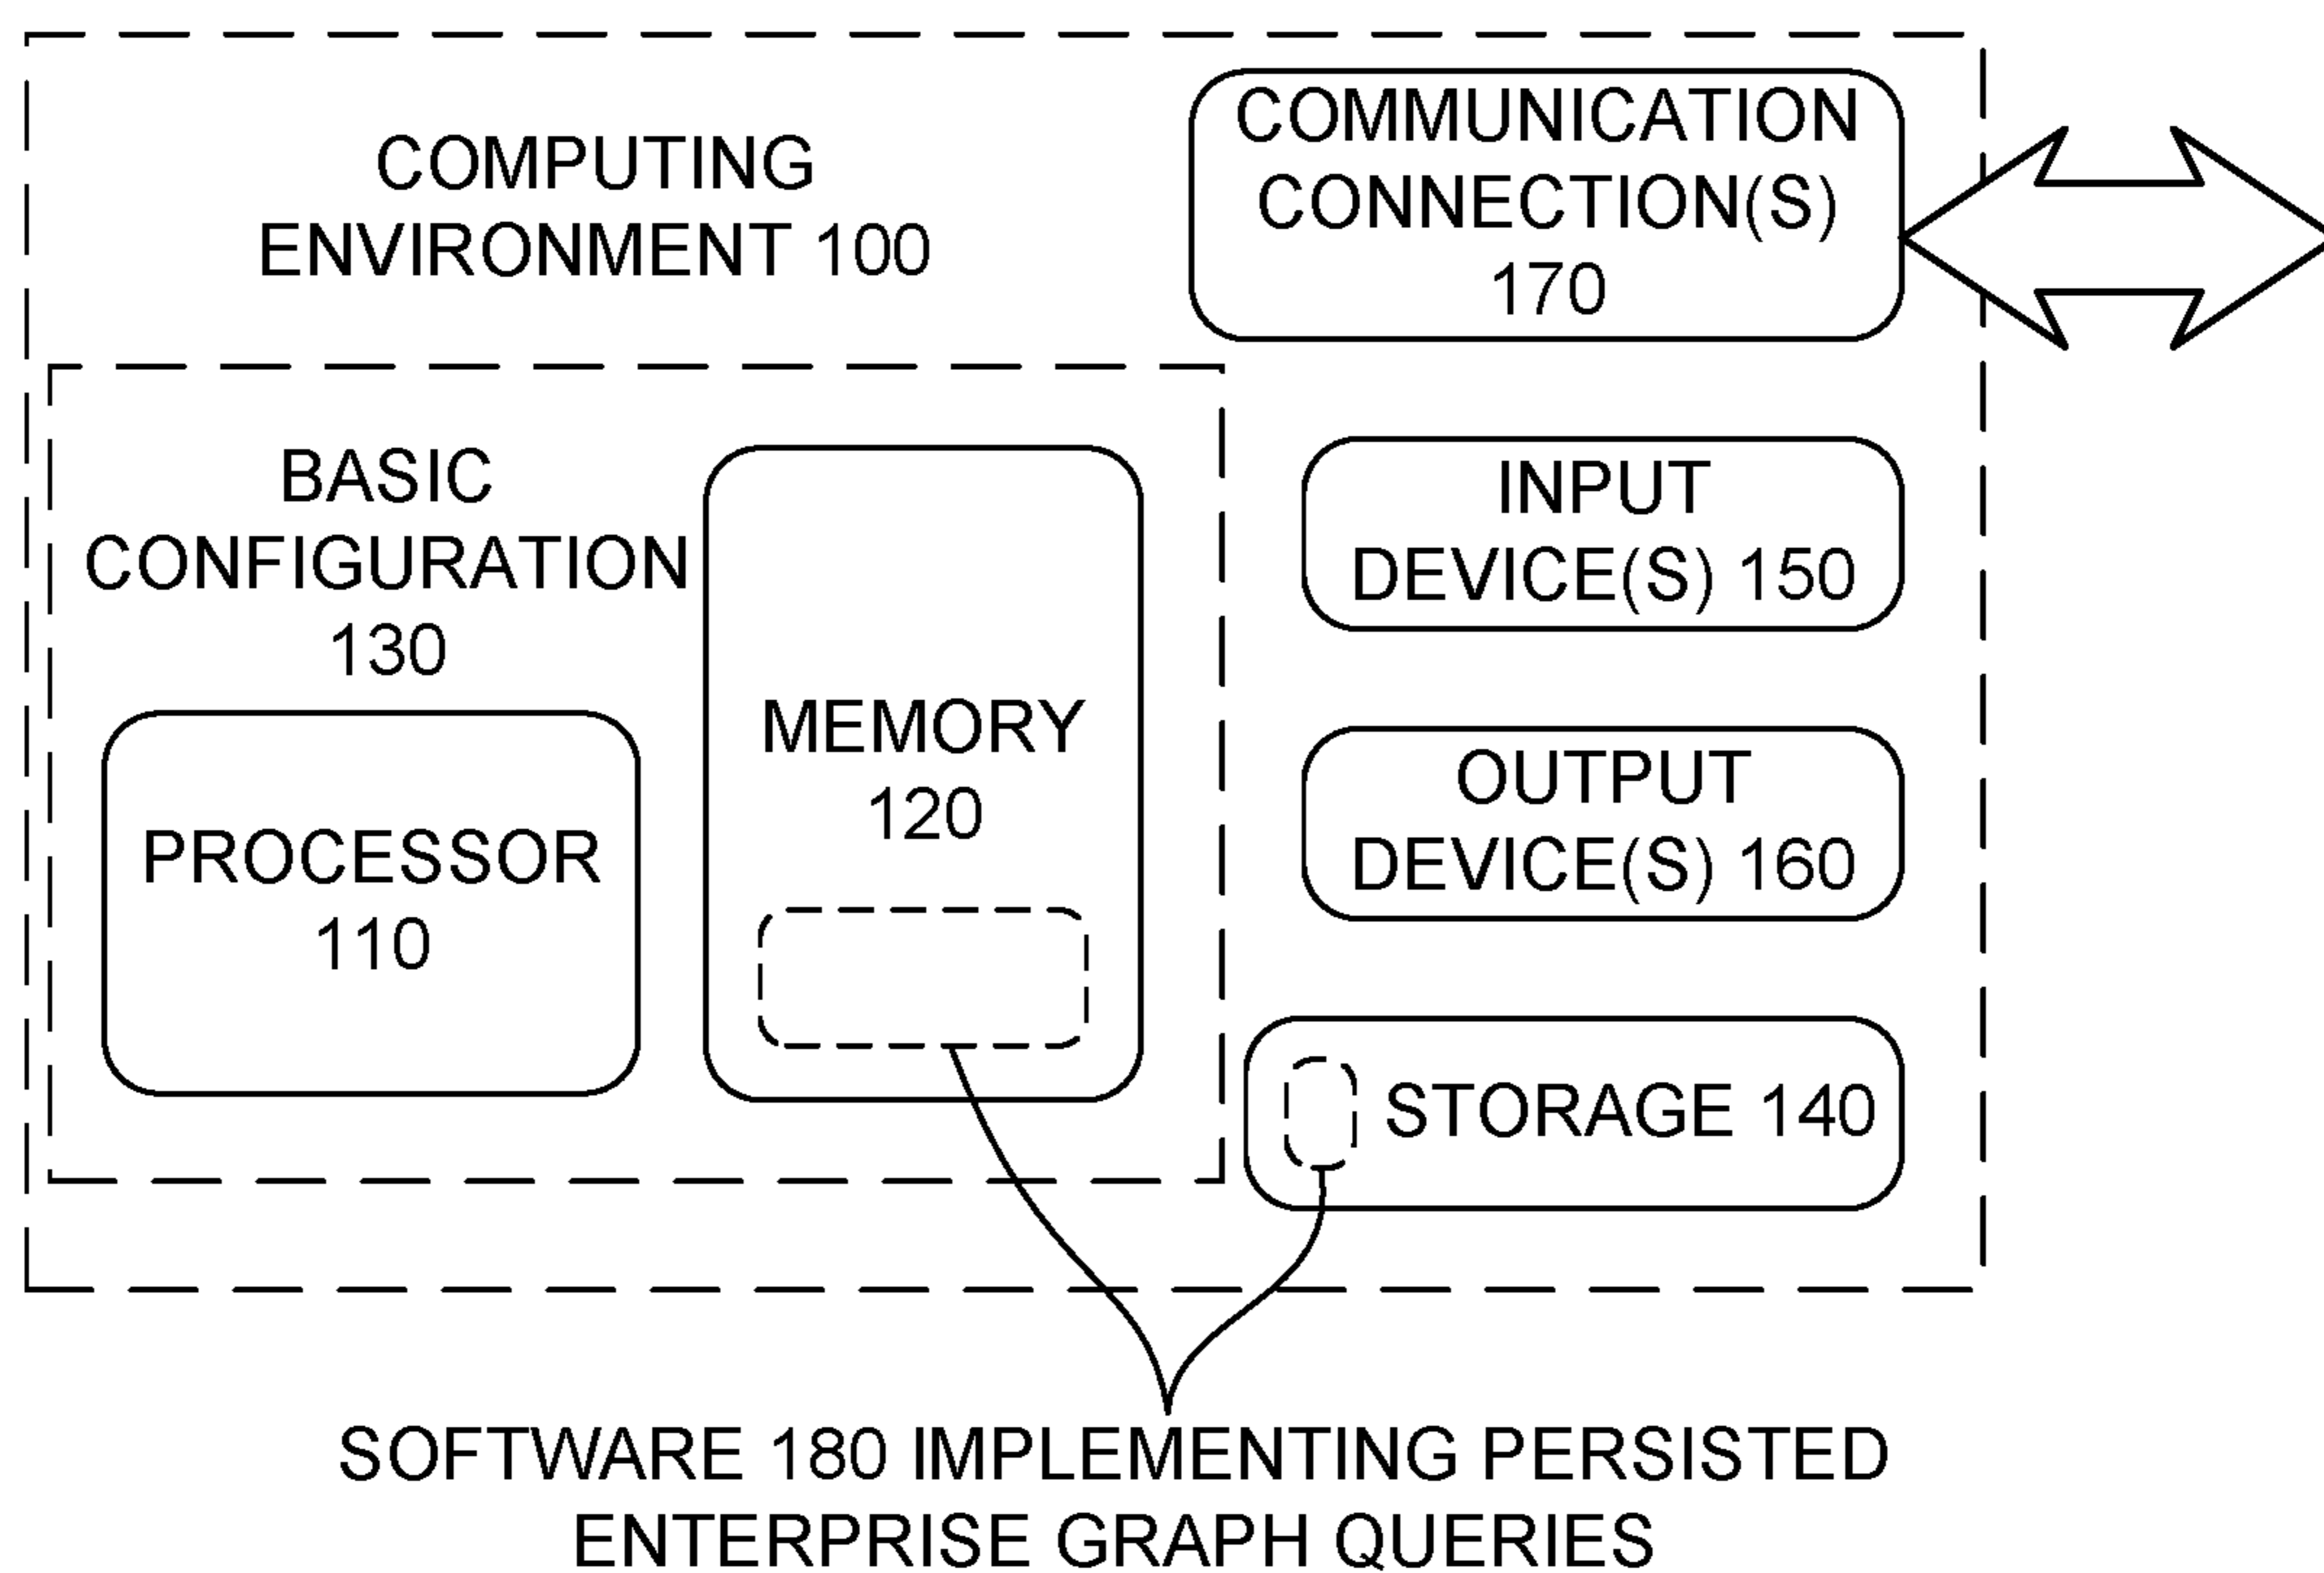 COMPUTING
ENVIRONMENT 100
COMMUNICATION
CONNECTION(S)
170
BASIC
CONFIGURATION
130
PROCESSOR
110
MEMORY
120
INPUT
DEVICE(S) 150
OUTPUT
DEVICE(S) 160
STORAGE 140
SOFTWARE 180 IMPLEMENTING PERSISTED
ENTERPRISE GRAPH QUERIES